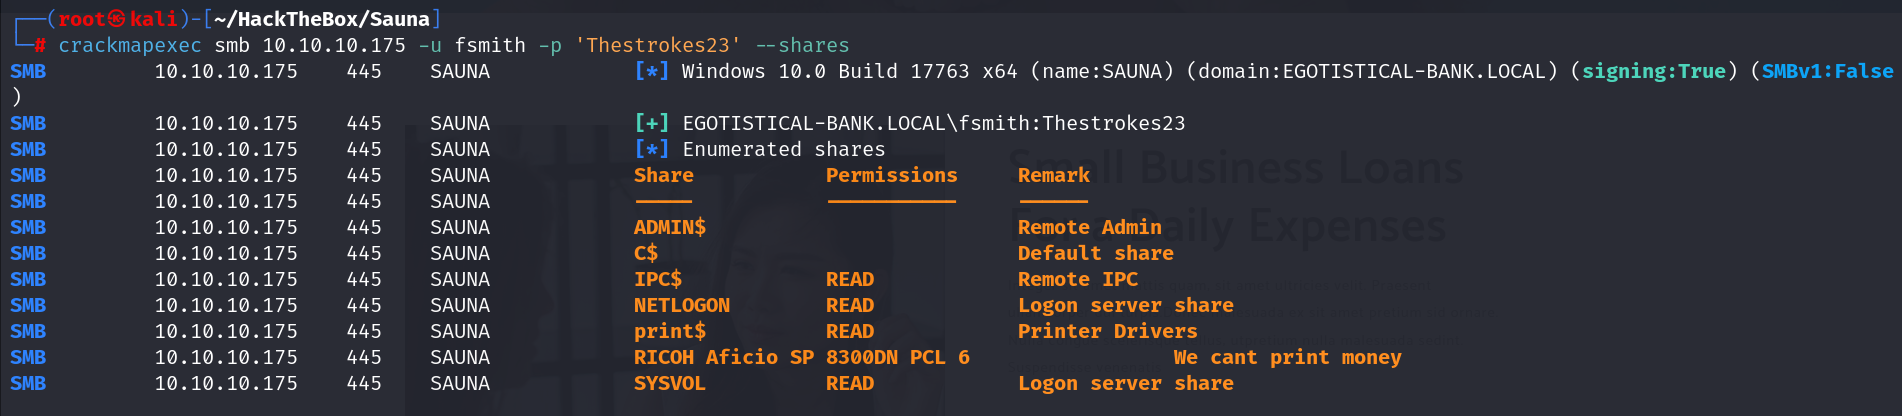 ┌──(root㉿kali)-[~/HackTheBox/Sauna]
└─# crackmapexec smb 10.10.10.175 -u fsmith -p 'Thestrokes23' --shares
SMB         10.10.10.175    445    SAUNA            [*] Windows 10.0 Build 17763 x64 (name:SAUNA) (domain:EGOTISTICAL-BANK.LOCAL) (signing:True) (SMBv1:False
)
SMB         10.10.10.175    445    SAUNA            [+] EGOTISTICAL-BANK.LOCAL\fsmith:Thestrokes23
SMB         10.10.10.175    445    SAUNA            [*] Enumerated shares
SMB         10.10.10.175    445    SAUNA            Share           Permissions     Remark
SMB         10.10.10.175    445    SAUNA            -----           -----------     ------
SMB         10.10.10.175    445    SAUNA            ADMIN$                          Remote Admin
SMB         10.10.10.175    445    SAUNA            C$                              Default share
SMB         10.10.10.175    445    SAUNA            IPC$            READ            Remote IPC
SMB         10.10.10.175    445    SAUNA            NETLOGON        READ            Logon server share
SMB         10.10.10.175    445    SAUNA            print$          READ            Printer Drivers
SMB         10.10.10.175    445    SAUNA            RICOH Aficio SP 8300DN PCL 6                 We cant print money
SMB         10.10.10.175    445    SAUNA            SYSVOL          READ            Logon server share
Small Business Loans
For a Daily Expenses